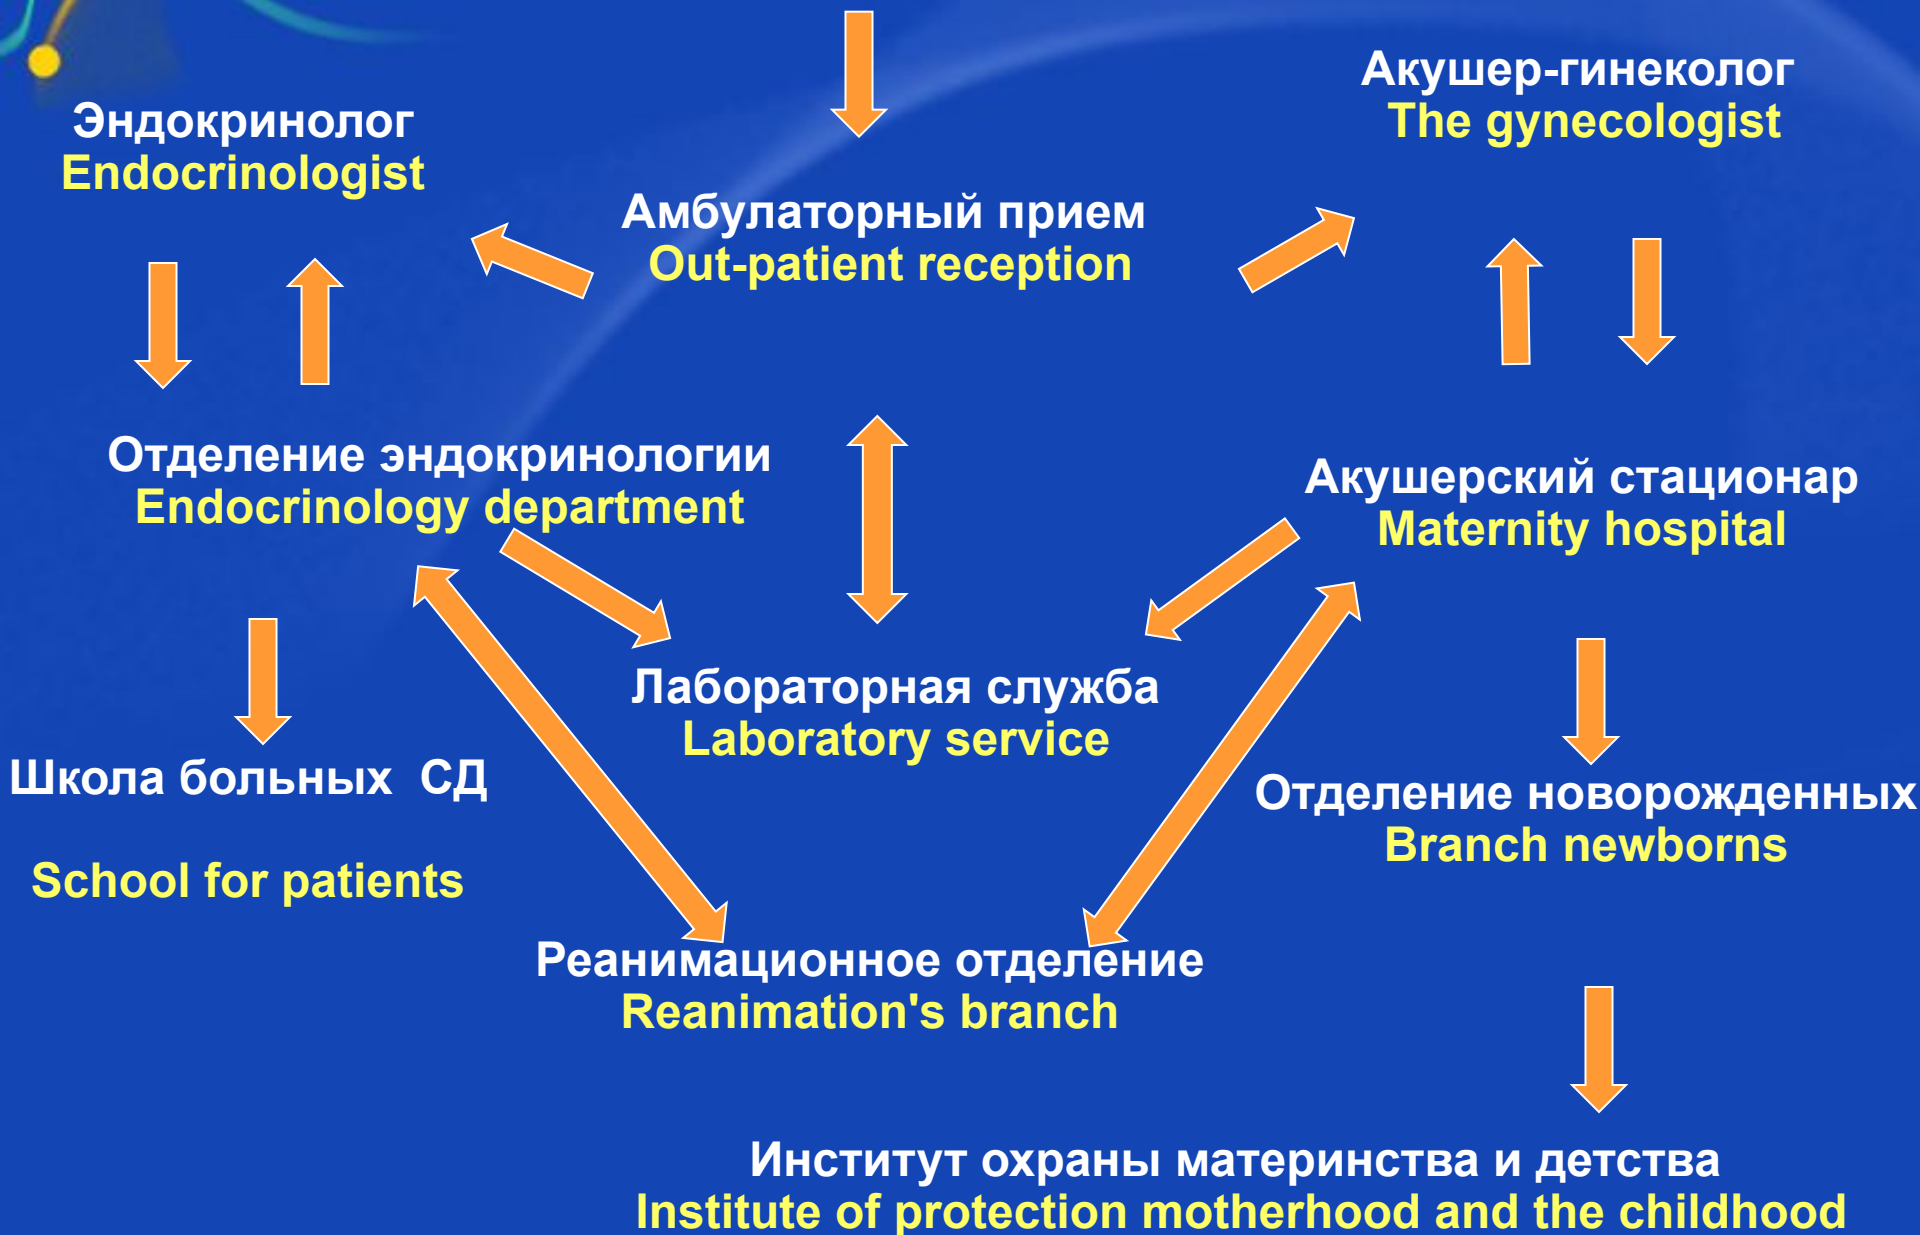 Акушер-гинеколог
The gynecologist
Эндокринолог
Endocrinologist
Амбулаторный прием
Out-patient reception
Отделение эндокринологии
Endocrinology department
Акушерский стационар
Maternity hospital
Лабораторная служба
Laboratory service
Школа больных СД
School for patients
Отделение новорожденных
Branch newborns
Реанимационное отделение
Reanimation's branch
Институт охраны материнства и детства
Institute of protection motherhood and the childhood